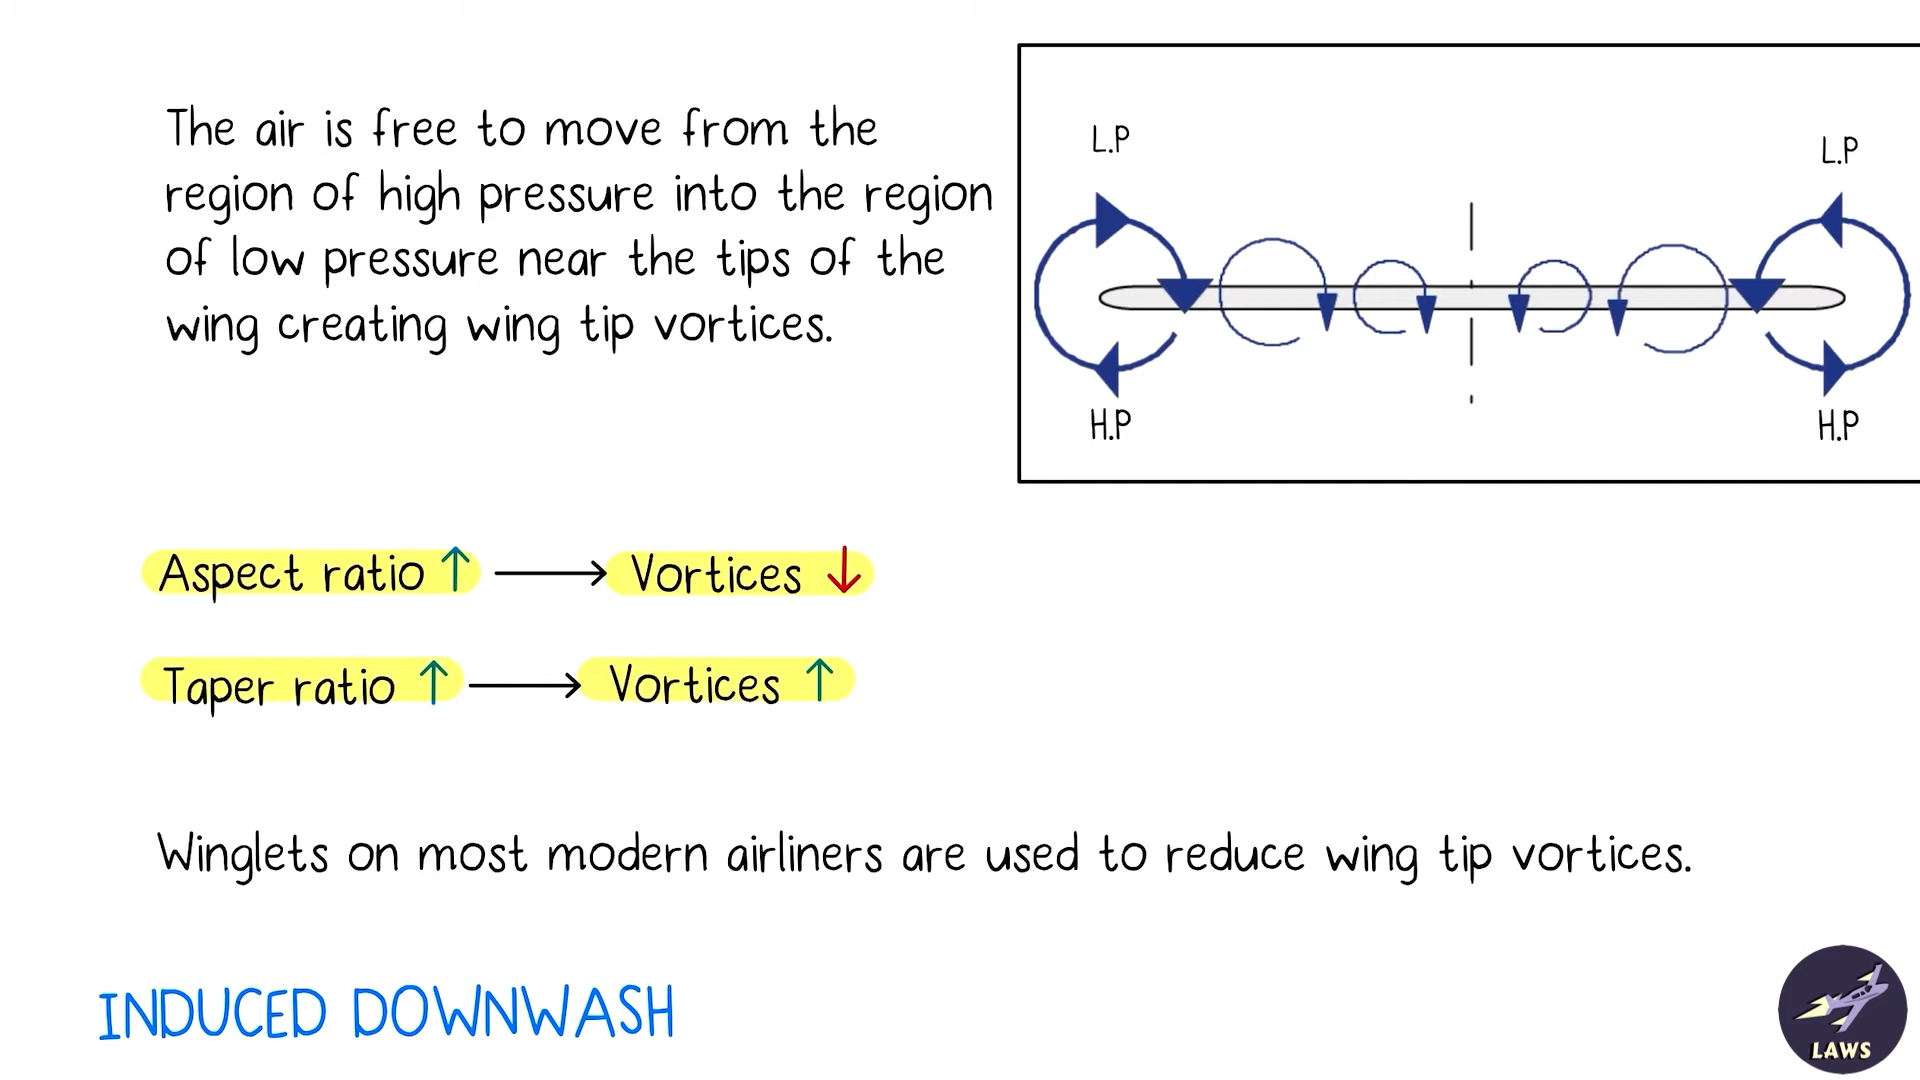 The air is free to move from the
region of high pressure into the region
of low pressure near the tips of the
wing creating wing tip vortices.
L.P
L.P
H.P
H.P
Aspect ratio ↑ → Vortices ↓
Taper ratio ↑ → Vortices ↑
Winglets on most modern airliners are used to reduce wing tip vortices.
INDUCED DOWNWASH
LAWS